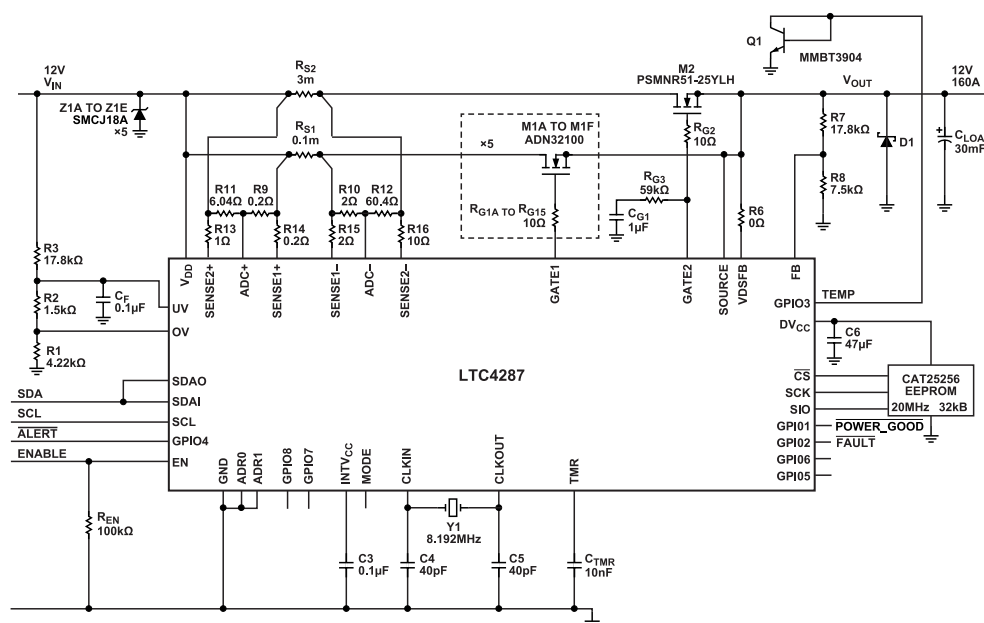 Q1
MMBT3904
12V
VIN
RS2
3m
M2
PSMNR51-25YLH
VOUT
12V
160A
Z1A TO Z1E
SMCJ18A
×5
RS1
0.1m
×5
M1A TO M1F
ADN32100
RG2
10Ω
R7
17.8kΩ
D1
+
CLOA
30mF
R11
6.04Ω
R9
0.2Ω
R10
2Ω
R12
60.4Ω
RG3
59kΩ
R8
7.5kΩ
R13
1Ω
R14
0.2Ω
R15
2Ω
R16
10Ω
RG1A TO RG15
10Ω
CG1
1µF
R6
0Ω
R3
17.8kΩ
VDD
SENSE2+
ADC+
SENSE1+
SENSE1–
ADC–
SENSE2–
GATE1
GATE2
SOURCE
VDSFB
FB
R2
1.5kΩ
CF
0.1µF
UV
GPIO3
TEMP
OV
DVCC
R1
4.22kΩ
C6
47µF
LTC4287
SDA
SDAO
SDAI
CS
SCK
SIO
CAT25256
EEPROM
20MHz 32kB
SCL
SCL
ALERT
GPIO4
GPI01
POWER_GOOD
ENABLE
EN
GPI02
FAULT
GPI06
GPI05
GND
ADR0
ADR1
GPIO8
GPIO7
INTVCC
MODE
CLKIN
CLKOUT
TMR
REN
100kΩ
Y1
8.192MHz
C3
0.1µF
C4
40pF
C5
40pF
CTMR
10nF